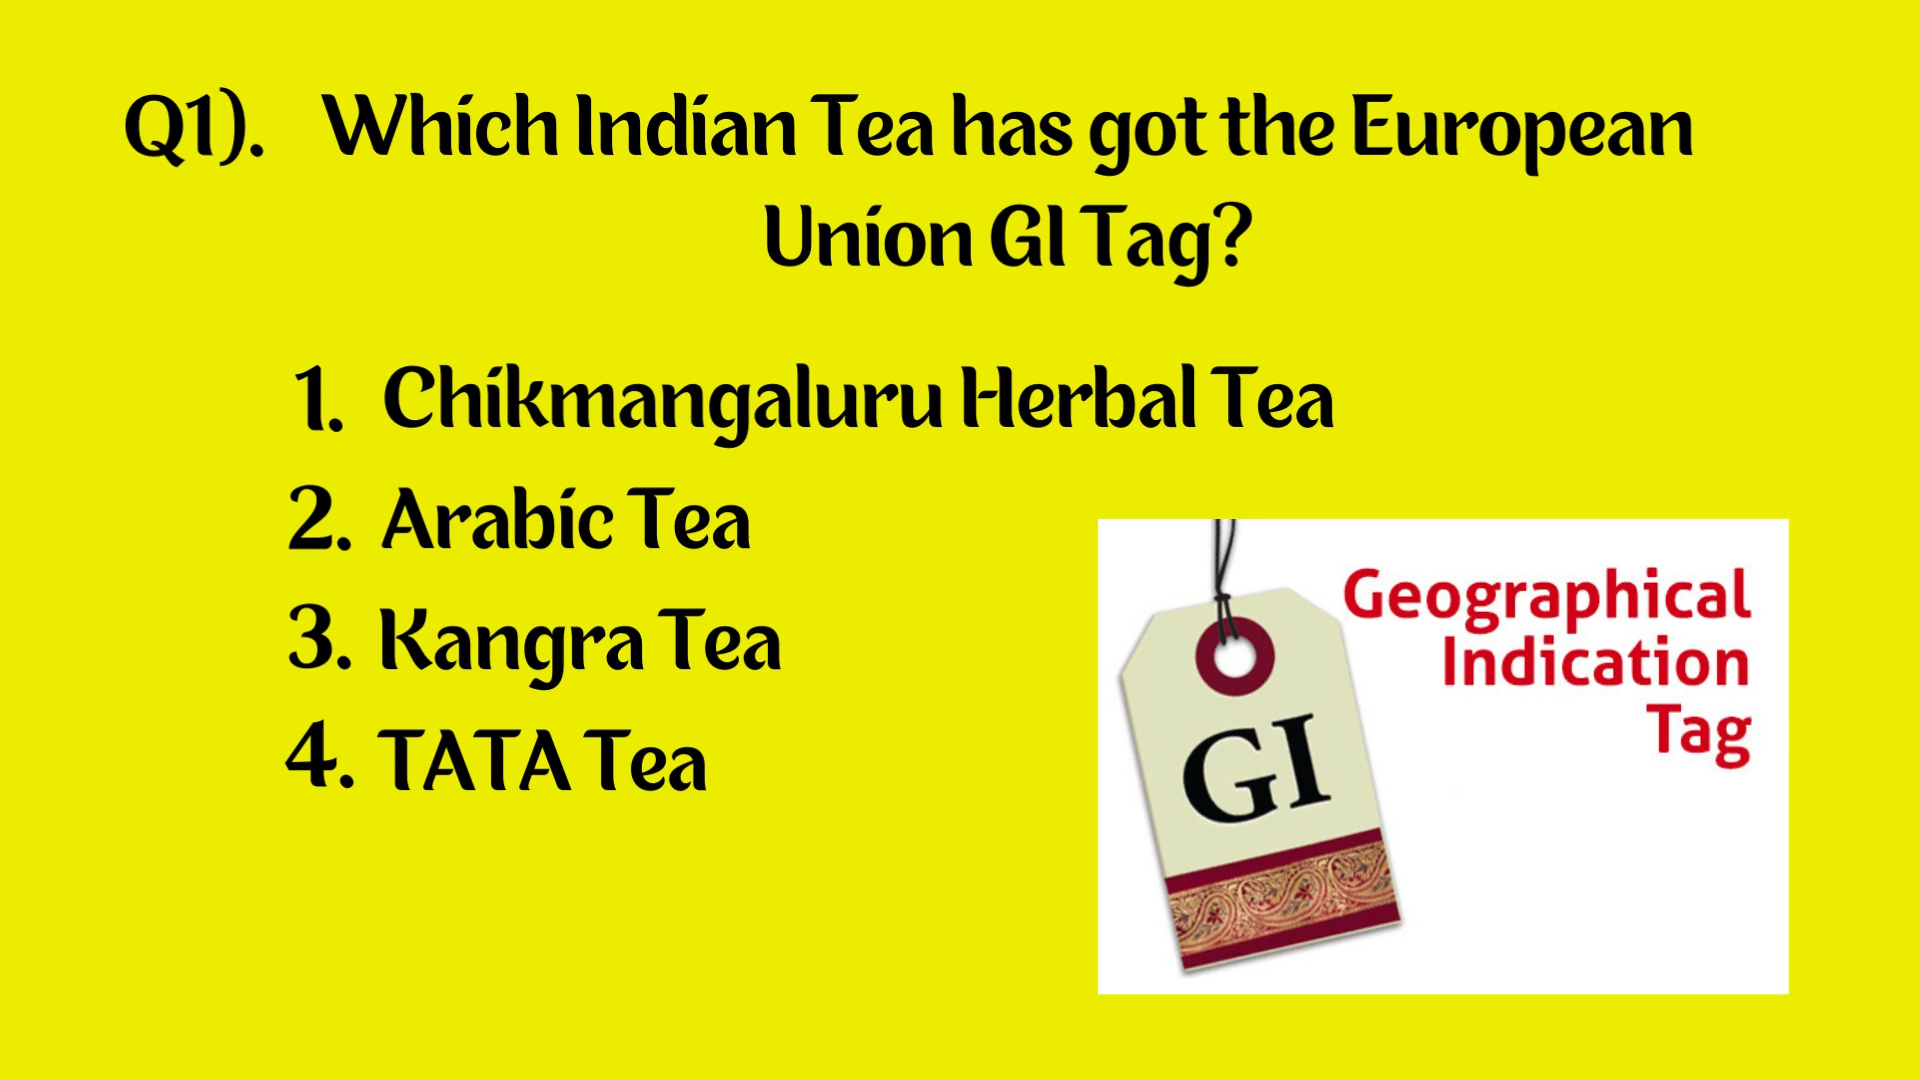 Q1). Which Indian Tea has got the European
Union GI Tag?
1. Chikmangaluru Herbal Tea
2. Arabic Tea
3. Kangra Tea
4. TATA Tea
Geographical
Indication
Tag
GI